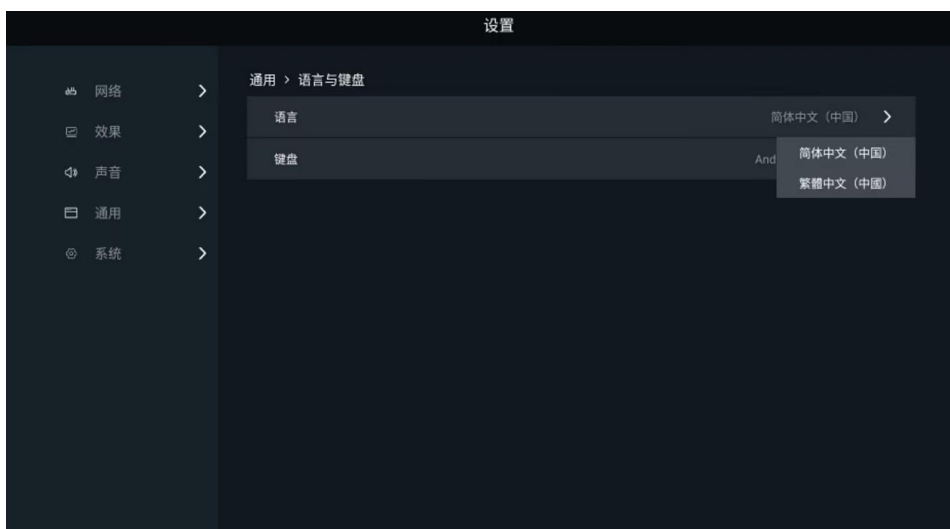 设置
网络
效果
声音
通用
系统
通用 > 语言与键盘
语言 简体中文（中国）
键盘 And
简体中文（中国）
繁體中文（中國）